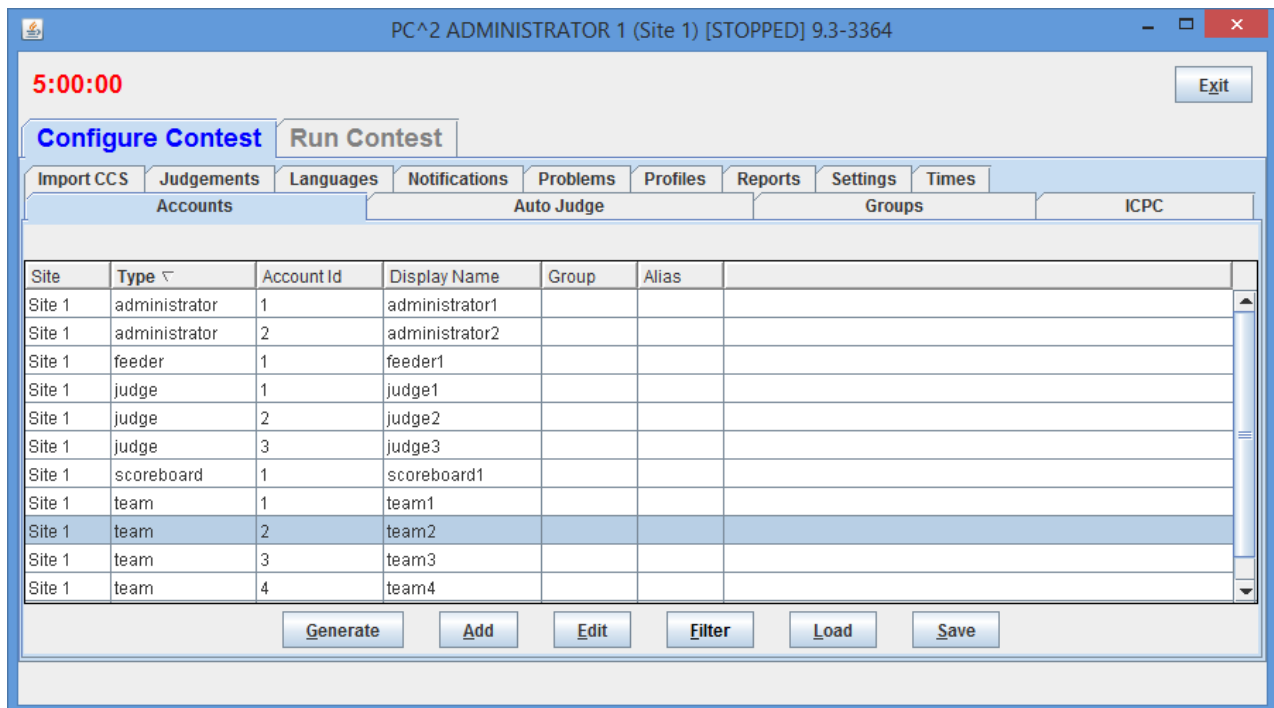 PC^2 ADMINISTRATOR 1 (Site 1) [STOPPED] 9.3-3364
5:00:00 Exit
Configure Contest Run Contest
Import CCS Judgements Languages Notifications Problems Profiles Reports Settings Times
Accounts Auto Judge Groups ICPC
Site Type Account Id Display Name Group Alias
Site 1 administrator 1 administrator1
Site 1 administrator 2 administrator2
Site 1 feeder 1 feeder1
Site 1 judge 1 judge1
Site 1 judge 2 judge2
Site 1 judge 3 judge3
Site 1 scoreboard 1 scoreboard1
Site 1 team 1 team1
Site 1 team 2 team2
Site 1 team 3 team3
Site 1 team 4 team4
Generate Add Edit Filter Load Save